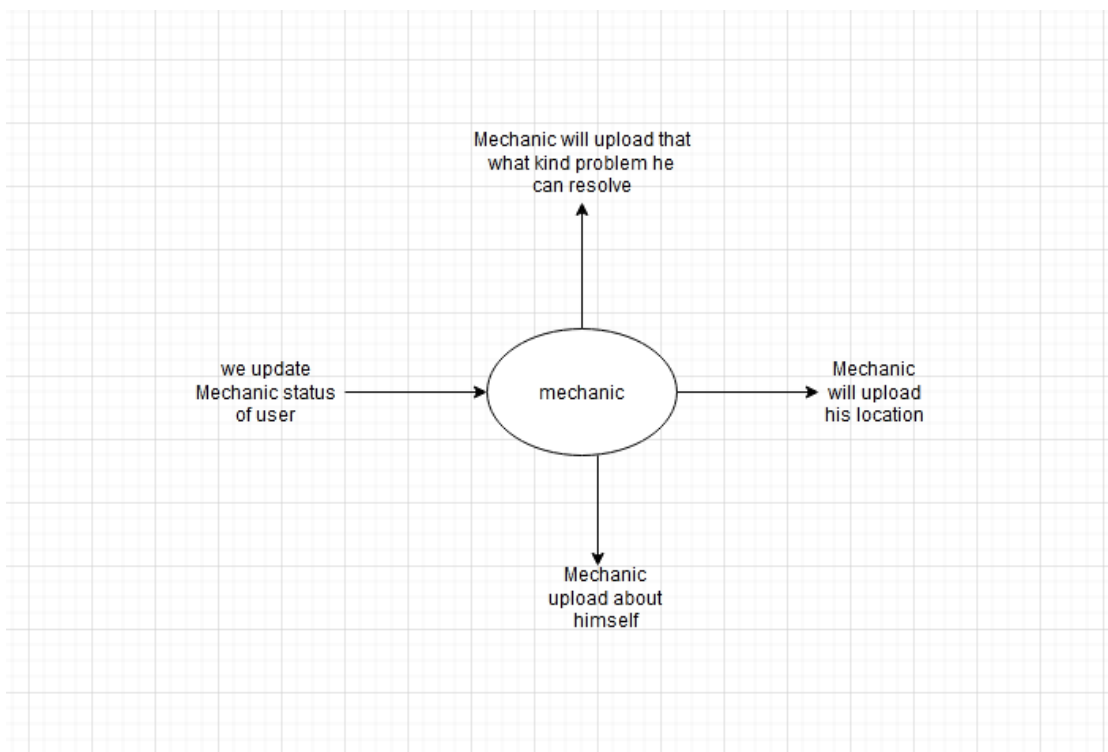 Mechanic will upload that
what kind problem he
can resolve
we update
Mechanic status
of user
mechanic
Mechanic
will upload
his location
Mechanic
upload about
himself